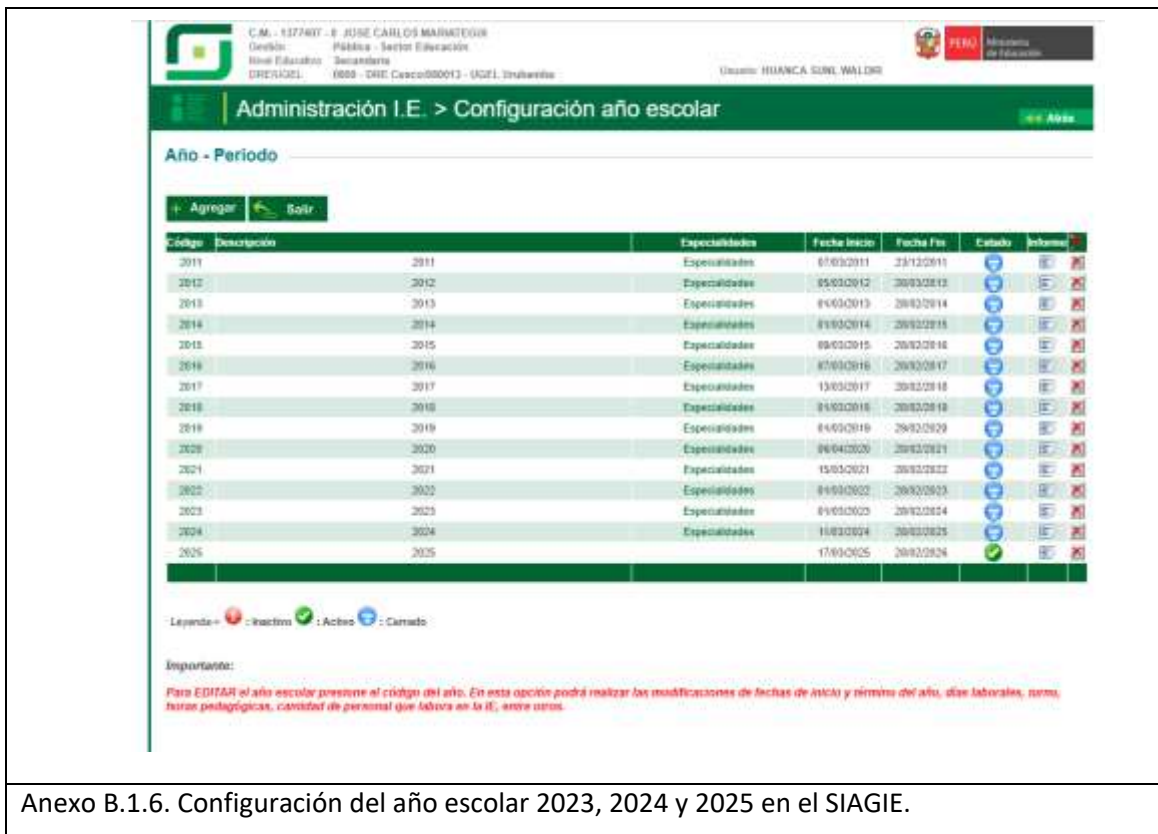 C.M. - 1377407 - 0 JOSE CARLOS MARIATEGUI
Gestión Pública - Sector Educación
Nivel Educativo Secundaria
DRE/UGEL 0800 - DRE Cusco/080013 - UGEL Urubamba
Usuario: HUANCA SUNI, WALDIR
PERÚ Ministerio de Educación
Administración I.E. > Configuración año escolar
<< Atrás
Año - Periodo
+ Agregar Salir
Código Descripción Especialidades Fecha Inicio Fecha Fin Estado Informe
2011 2011 Especialidades 07/03/2011 23/12/2011
2012 2012 Especialidades 05/03/2012
2013 2013 Especialidades 01/03/2013 28/02/2014
2014 2014 Especialidades 01/03/2014 28/02/2015
2015 2015 Especialidades 09/03/2015 28/02/2016
2016 2016 Especialidades 07/03/2016 28/02/2017
2017 2017 Especialidades 13/03/2017 28/02/2018
2018 2018 Especialidades 01/03/2018
2019 2019 Especialidades 01/03/2019
2020 2020 Especialidades 06/04/2020 28/02/2021
2021 2021 Especialidades 15/03/2021 28/02/2022
2022 2022 Especialidades 01/03/2022 28/02/2023
2023 2023 Especialidades 01/03/2023 28/02/2024
2024 2024 Especialidades 11/03/2024 28/02/2025
2025 2025 17/03/2025 28/02/2026
Leyenda= : Inactivo : Activo : Cerrado
Importante:
Para EDITAR el año escolar presione el código del año. En esta opción podrá realizar las modificaciones de fechas de inicio y término del año, días laborales, turno,
horas pedagógicas, cantidad de personal que labora en la IE, entre otros.
Anexo B.1.6. Configuración del año escolar 2023, 2024 y 2025 en el SIAGIE.